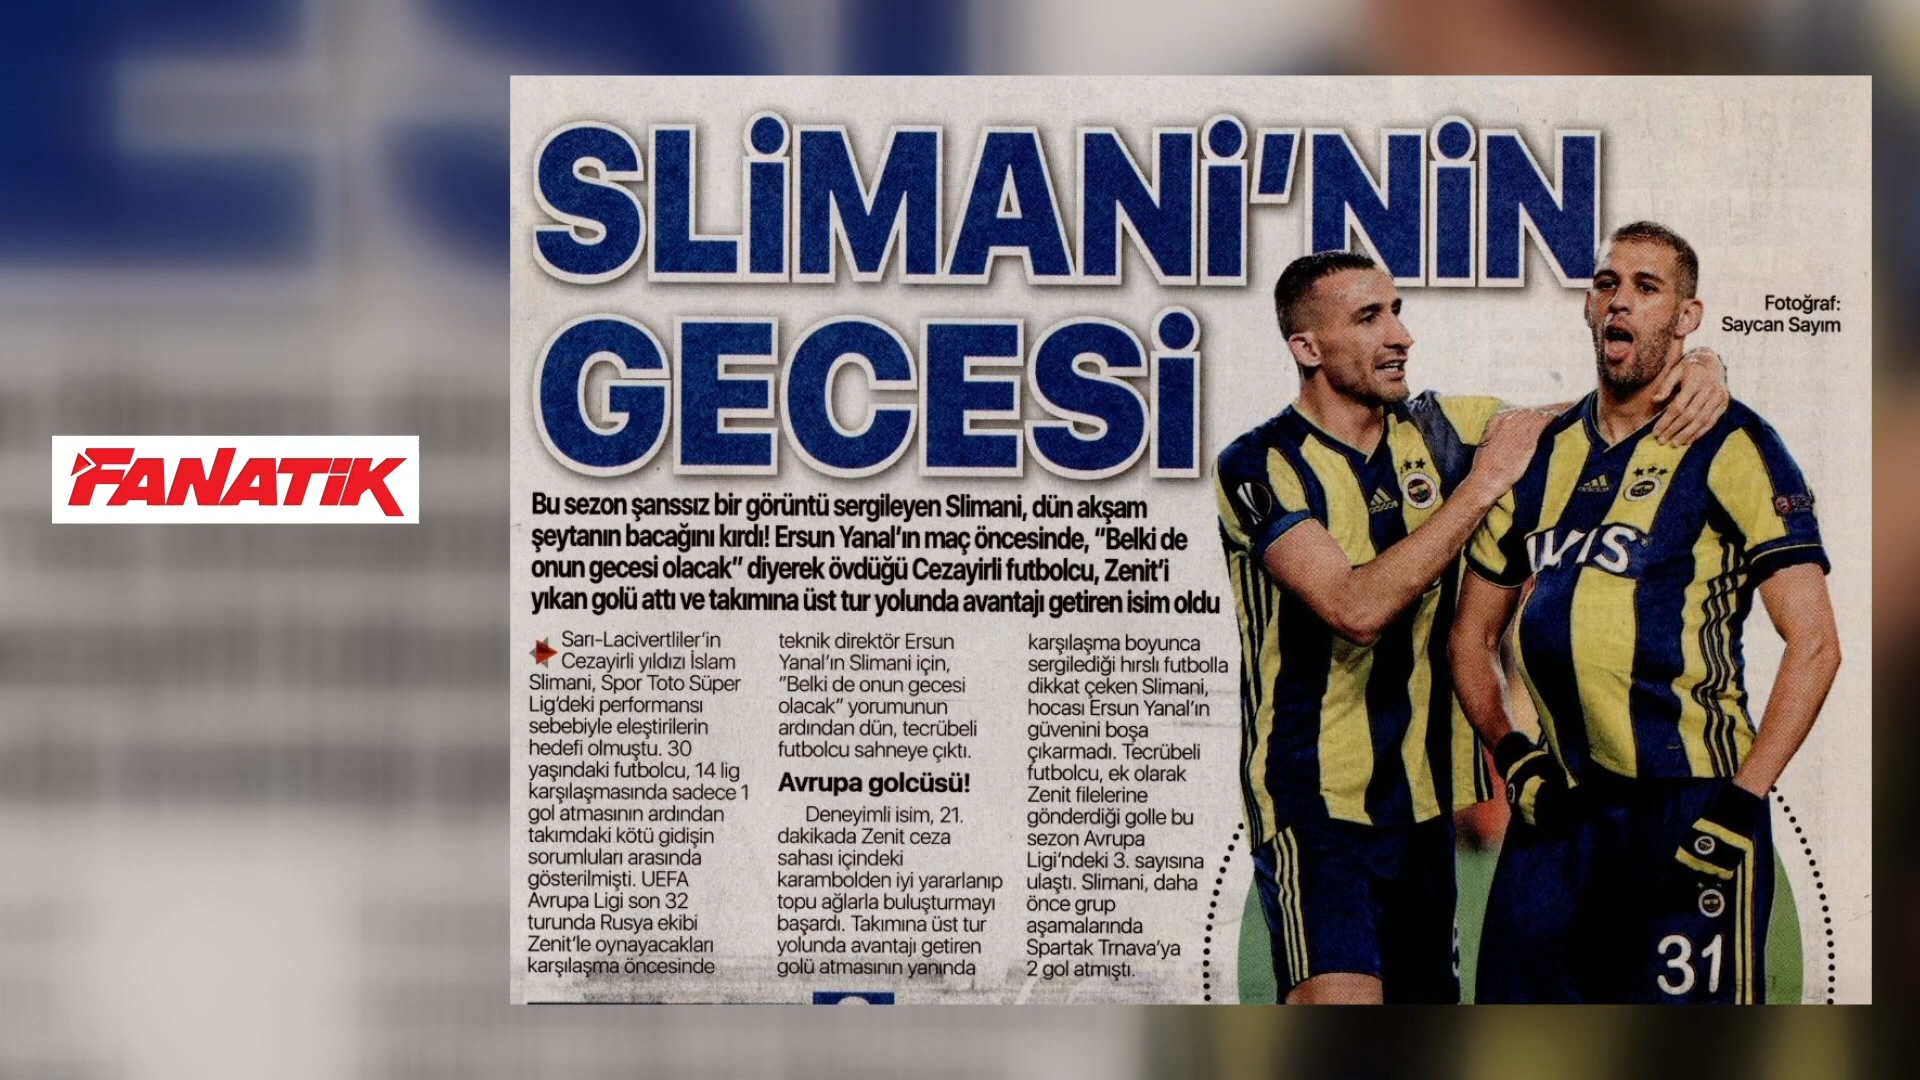 FANATiK
SLiMANi'NiN
GECESi
Fotoğraf:
Saycan Sayım
Bu sezon şanssız bir görüntü sergileyen Slimani, dün akşam
şeytanın bacağını kırdı! Ersun Yanal'ın maç öncesinde, “Belki de
onun gecesi olacak” diyerek övdüğü Cezayirli futbolcu, Zenit'i
yıkan golü attı ve takımına üst tur yolunda avantajı getiren isim oldu
Sarı-Lacivertliler'in
Cezayirli yıldızı İslam
Slimani, Spor Toto Süper
Lig'deki performansı
sebebiyle eleştirilerin
hedefi olmuştu. 30
yaşındaki futbolcu, 14 lig
karşılaşmasında sadece 1
gol atmasının ardından
takımdaki kötü gidişin
sorumluları arasında
gösterilmişti. UEFA
Avrupa Ligi son 32
turunda Rusya ekibi
Zenit'le oynayacakları
karşılaşma öncesinde
teknik direktör Ersun
Yanal'ın Slimani için,
“Belki de onun gecesi
olacak” yorumunun
ardından dün, tecrübeli
futbolcu sahneye çıktı.
Avrupa golcüsü!
Deneyimli isim, 21.
dakikada Zenit ceza
sahası içindeki
karambolden iyi yararlanıp
topu ağlarla buluşturmayı
başardı. Takımına üst tur
yolunda avantajı getiren
golü atmasının yanında
karşılaşma boyunca
sergilediği hırslı futbolla
dikkat çeken Slimani,
hocası Ersun Yanal'ın
güvenini boşa
çıkarmadı. Tecrübeli
futbolcu, ek olarak
Zenit filelerine
gönderdiği golle bu
sezon Avrupa
Ligi'ndeki 3. sayısına
ulaştı. Slimani, daha
önce grup
aşamalarında
Spartak Trnava'ya
2 gol atmıştı.
adidas
31